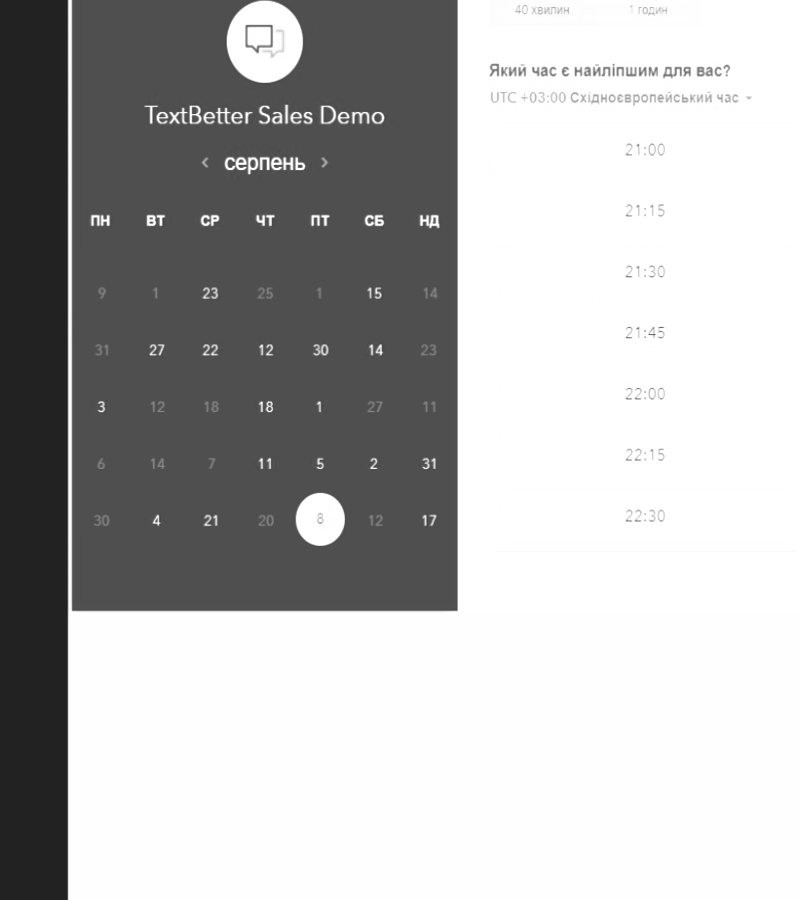 40 хвилин 1 годин
TextBetter Sales Demo
серпень
ПН ВТ СР ЧТ ПТ СБ НД
9 1 23 25 1 15 14
31 27 22 12 30 14 23
3 12 18 18 1 27 11
6 14 7 11 5 2 31
30 4 21 20 8 12 17
Який час є найліпшим для вас?
UTC +03:00 Східноєвропейський час
21:00
21:15
21:30
21:45
22:00
22:15
22:30